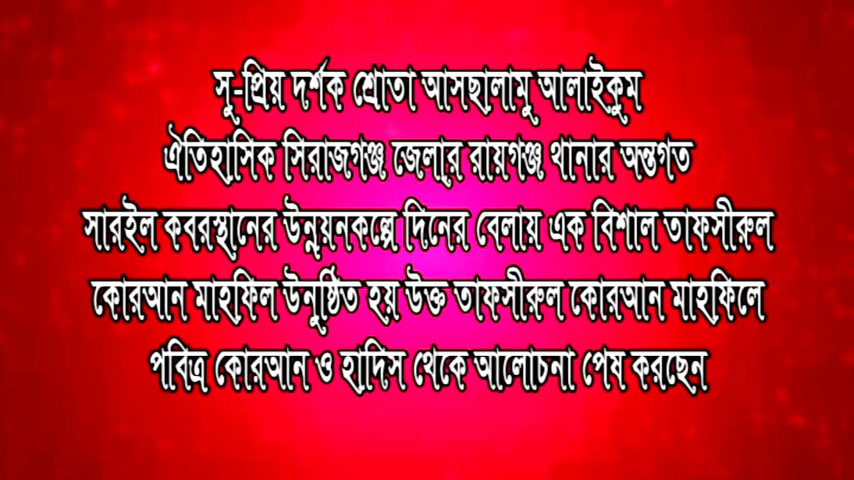 সু-প্রিয় দর্শক শ্রোতা আসছালামু আলাইকুম
ঐতিহাসিক সিরাজগঞ্জ জেলার রায়গঞ্জ থানার অন্তগত
সারইল কবরস্থানের উন্নয়নকল্পে দিনের বেলায় এক বিশাল তাফসীরুল
কোরআন মাহফিল উনুষ্ঠিত হয় উক্ত তাফসীরুল কোরআন মাহফিলে
পবিত্র কোরআন ও হাদিস থেকে আলোচনা পেষ করছেন